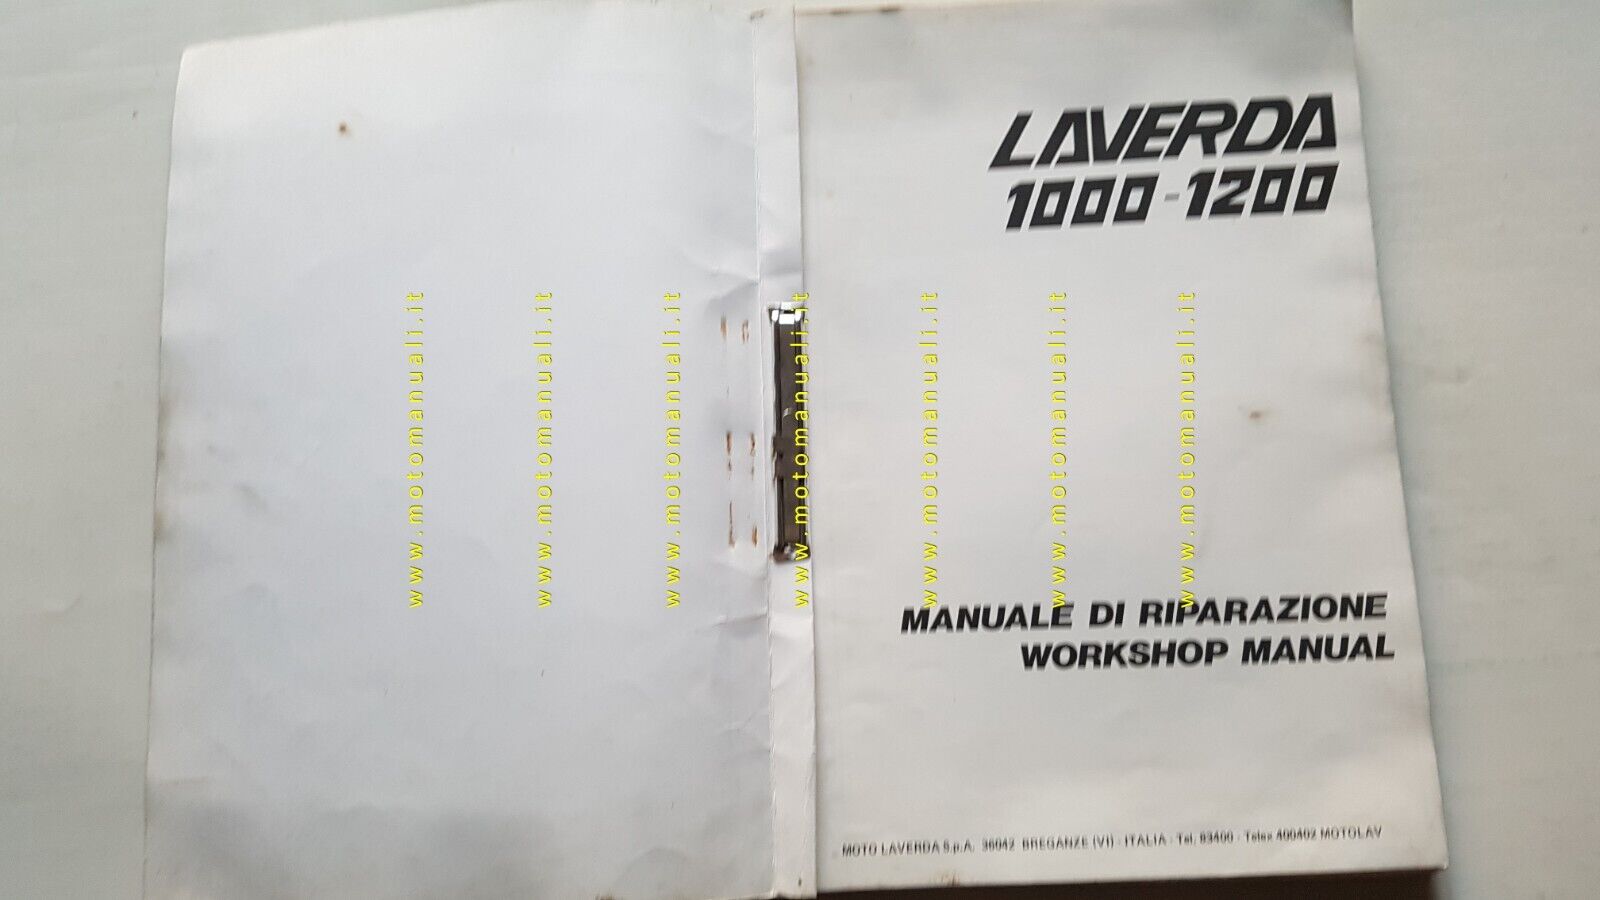 LAVERDA
1000-1200
www.motomanuali.it
www.motomanuali.it
www.motomanuali.it
www.motomanuali.it
www.motomanuali.it
www.motomanuali.it
www.motomanuali.it
MANUALE DI RIPARAZIONE
WORKSHOP MANUAL
MOTO LAVERDA S.p.A. 36042 BREGANZE (VI) - ITALIA - Tel. 83400 - Telex 400402 MOTOLAV